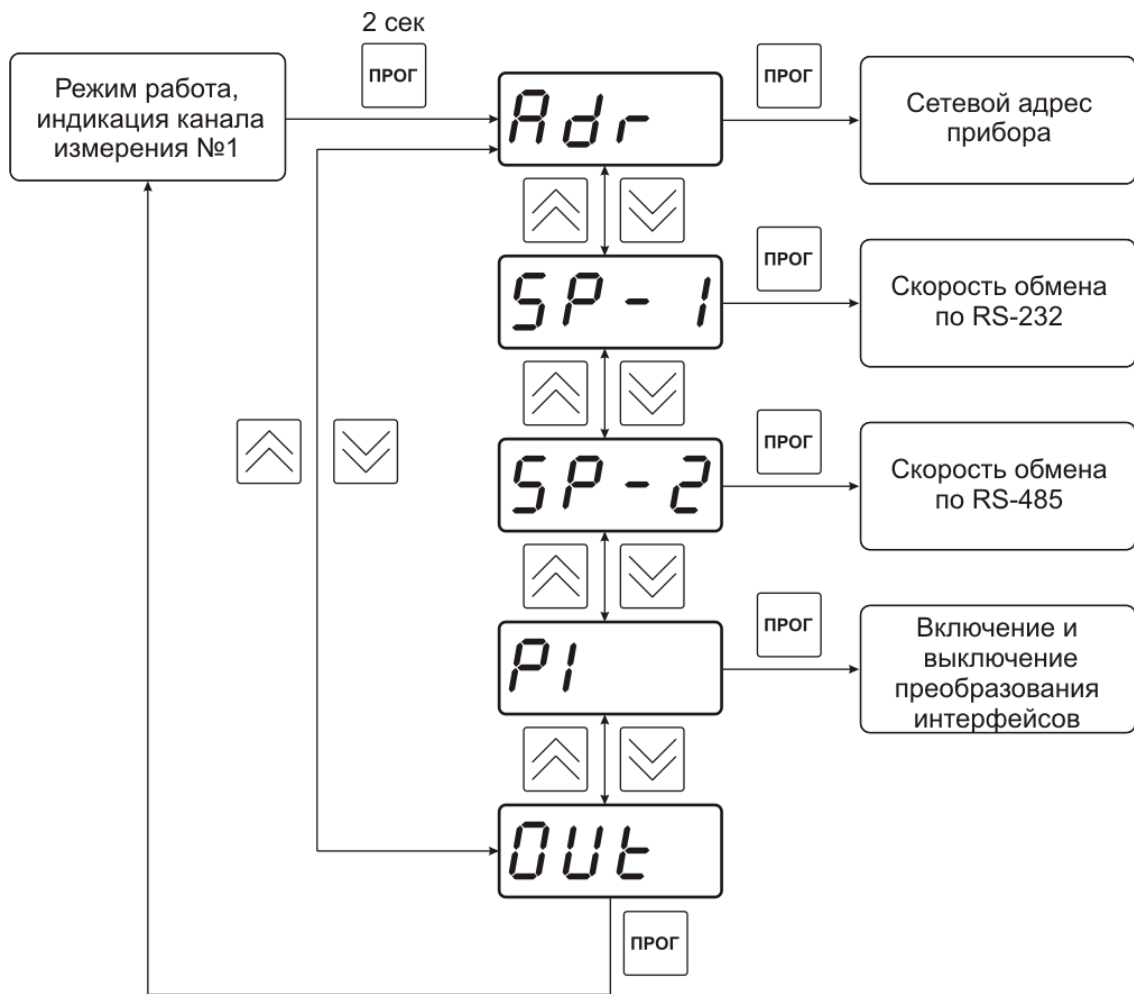 2 сек
ПРОГ
ПРОГ
Режим работа,
индикация канала
измерения №1
Adr
Сетевой адрес
прибора
ПРОГ
SP-1
Скорость обмена
по RS-232
ПРОГ
SP-2
Скорость обмена
по RS-485
ПРОГ
PI
Включение и
выключение
преобразования
интерфейсов
OUt
ПРОГ